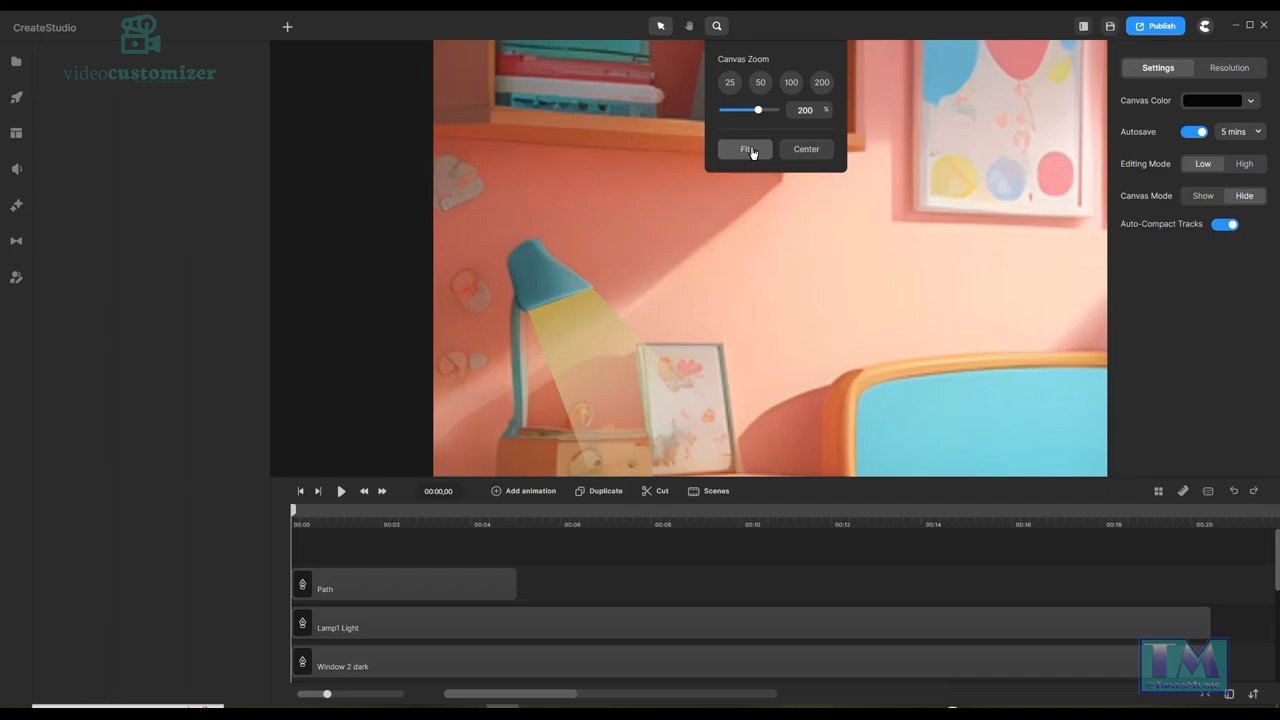 CreateStudio
videocustomizer
Publish
Canvas Zoom
25 50 100 200
200 %
Fit
Center
Settings
Resolution
Canvas Color
Autosave
5 mins
Editing Mode
Low
High
Canvas Mode
Show
Hide
Auto-Compact Tracks
00:00,00
Add animation
Duplicate
Cut
Scenes
00:00 00:02 00:04 00:06 00:08 00:10 00:12 00:14 00:16 00:18 00:20
Path
Lamp1 Light
Window 2 dark
TM